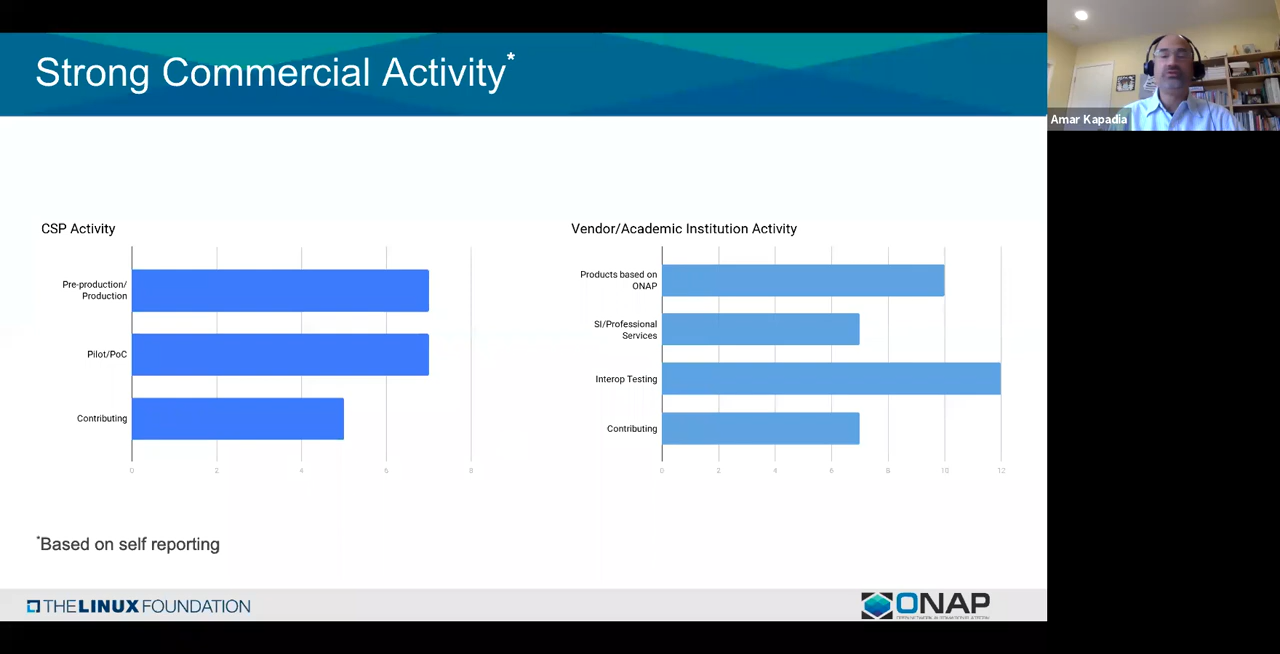 Strong Commercial Activity*
Amar Kapadia
CSP Activity
Pre-production/
Production
Pilot/PoC
Contributing
0 2 4 6 8
Vendor/Academic Institution Activity
Products based on
ONAP
SI/Professional
Services
Interop Testing
Contributing
0 2 4 6 8 10 12
*Based on self reporting
THE LINUX FOUNDATION
ONAP